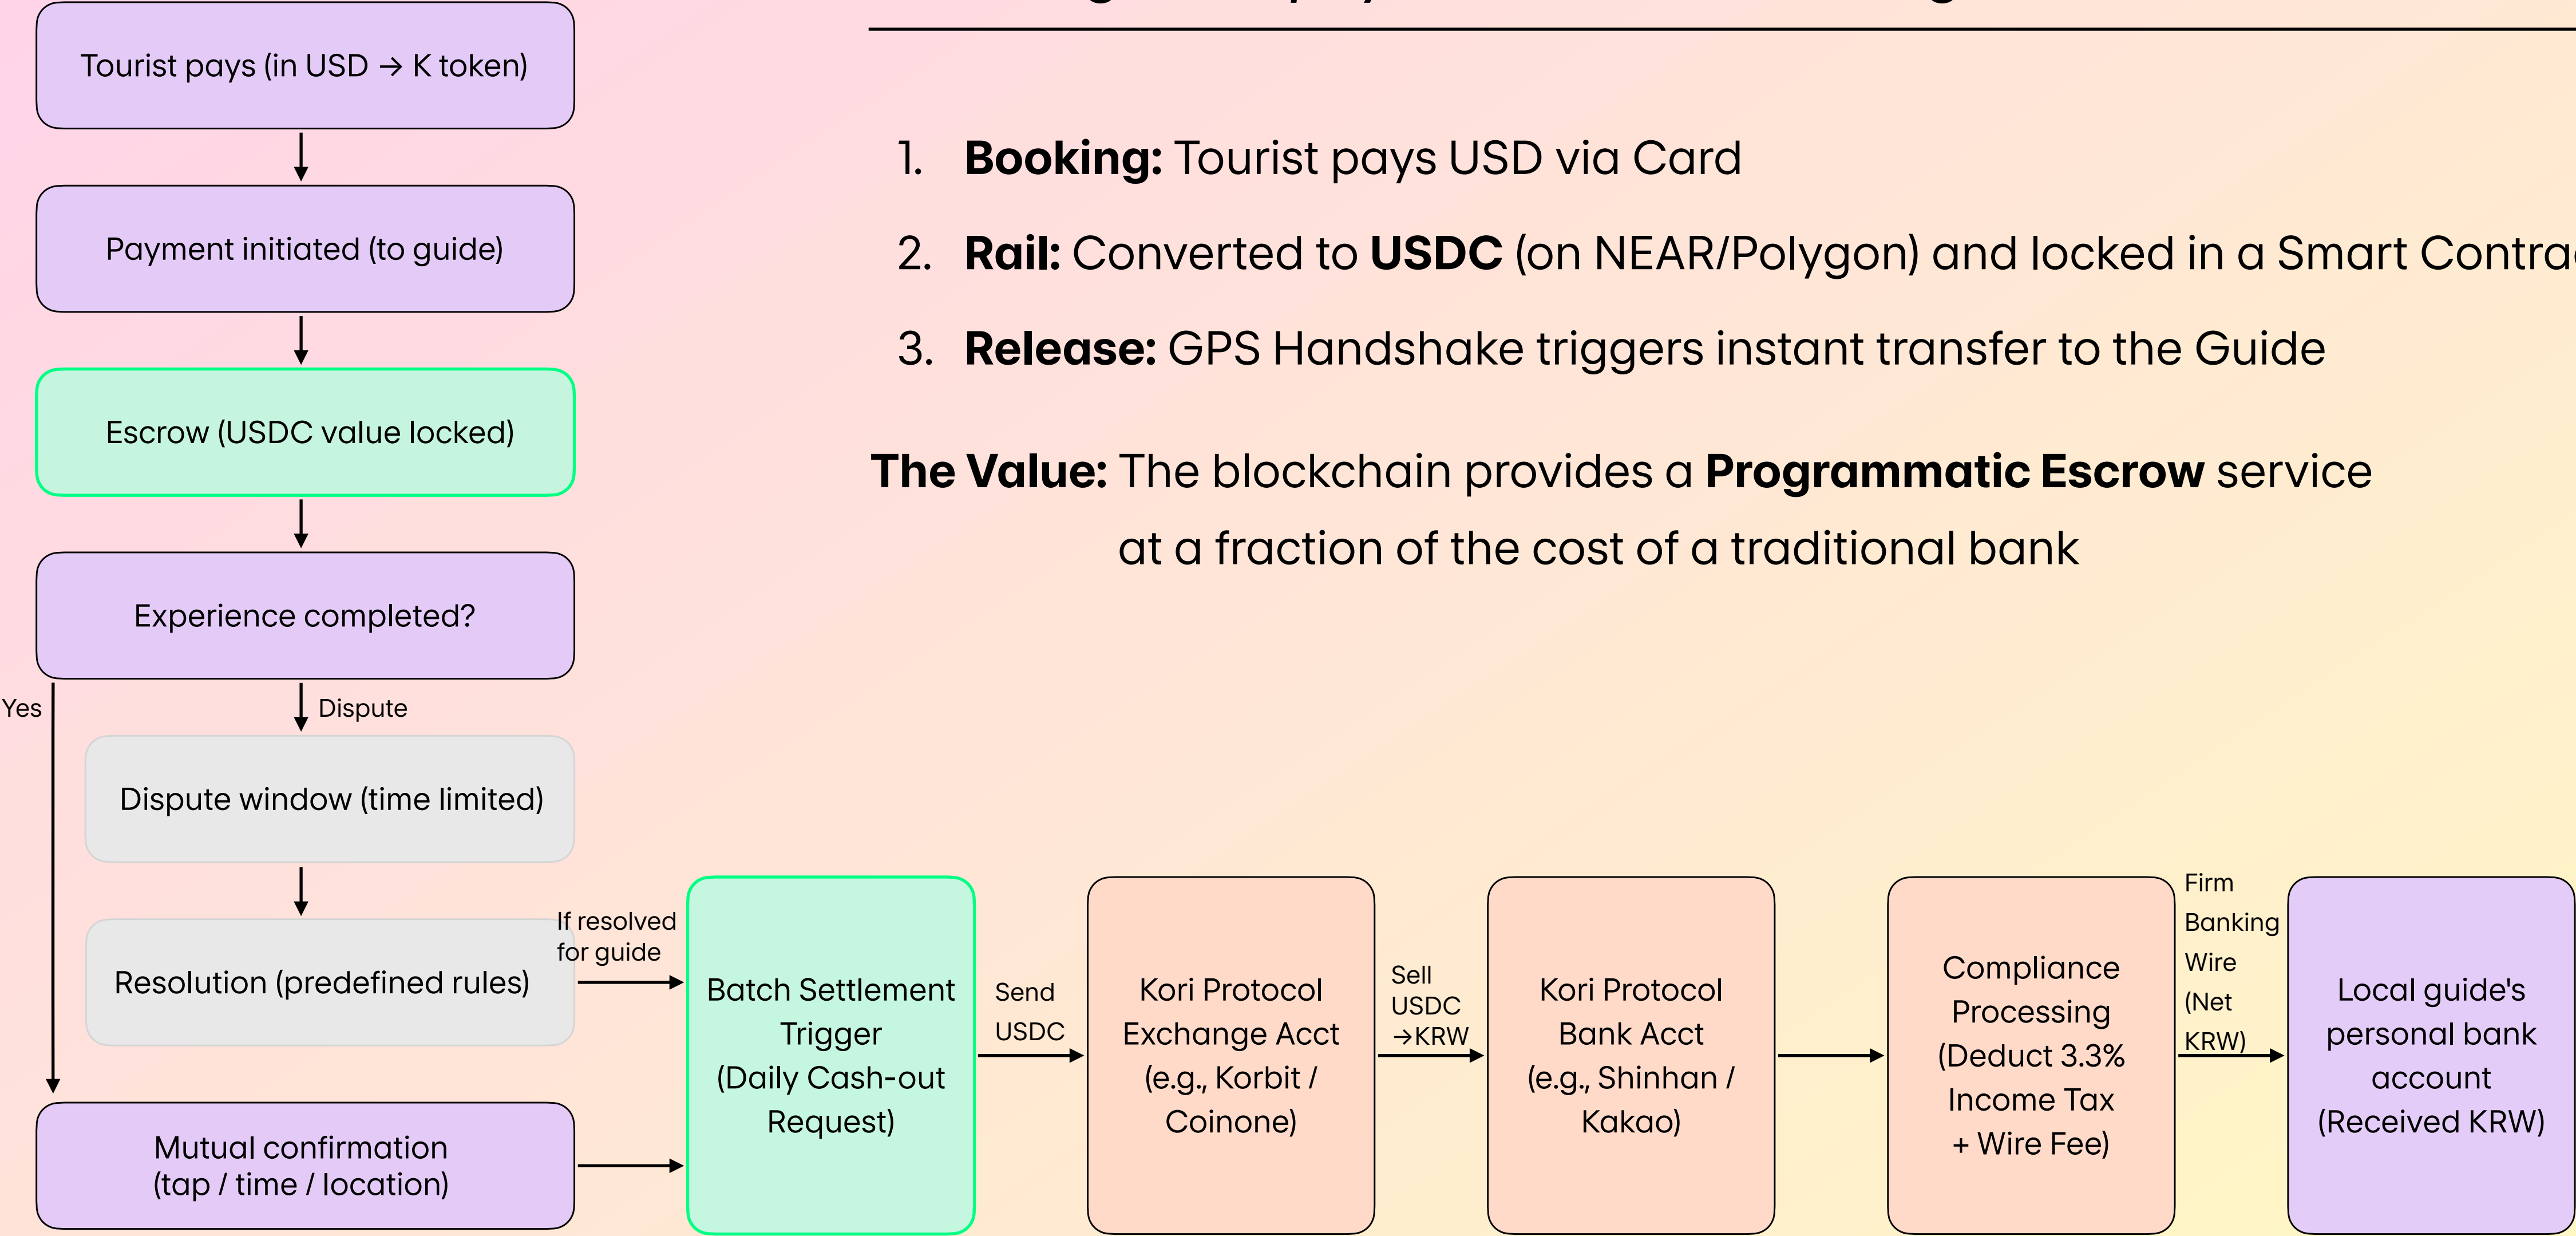 Tourist pays (in USD → K token)
Payment initiated (to guide)
Escrow (USDC value locked)
Experience completed?
Yes
Dispute
Dispute window (time limited)
Resolution (predefined rules)
If resolved
for guide
Mutual confirmation
(tap / time / location)
1. Booking: Tourist pays USD via Card
2. Rail: Converted to USDC (on NEAR/Polygon) and locked in a Smart
3. Release: GPS Handshake triggers instant transfer to the Guide
The Value: The blockchain provides a Programmatic Escrow service
at a fraction of the cost of a traditional bank
Batch Settlement
Trigger
(Daily Cash-out
Request)
Send
USDC
Kori Protocol
Exchange Acct
(e.g., Korbit /
Coinone)
Sell
USDC
→KRW
Kori Protocol
Bank Acct
(e.g., Shinhan /
Kakao)
Compliance
Processing
(Deduct 3.3%
Income Tax
+ Wire Fee)
Firm
Banking
Wire
(Net
KRW)
Local guide's
personal bank
account
(Received KRW)